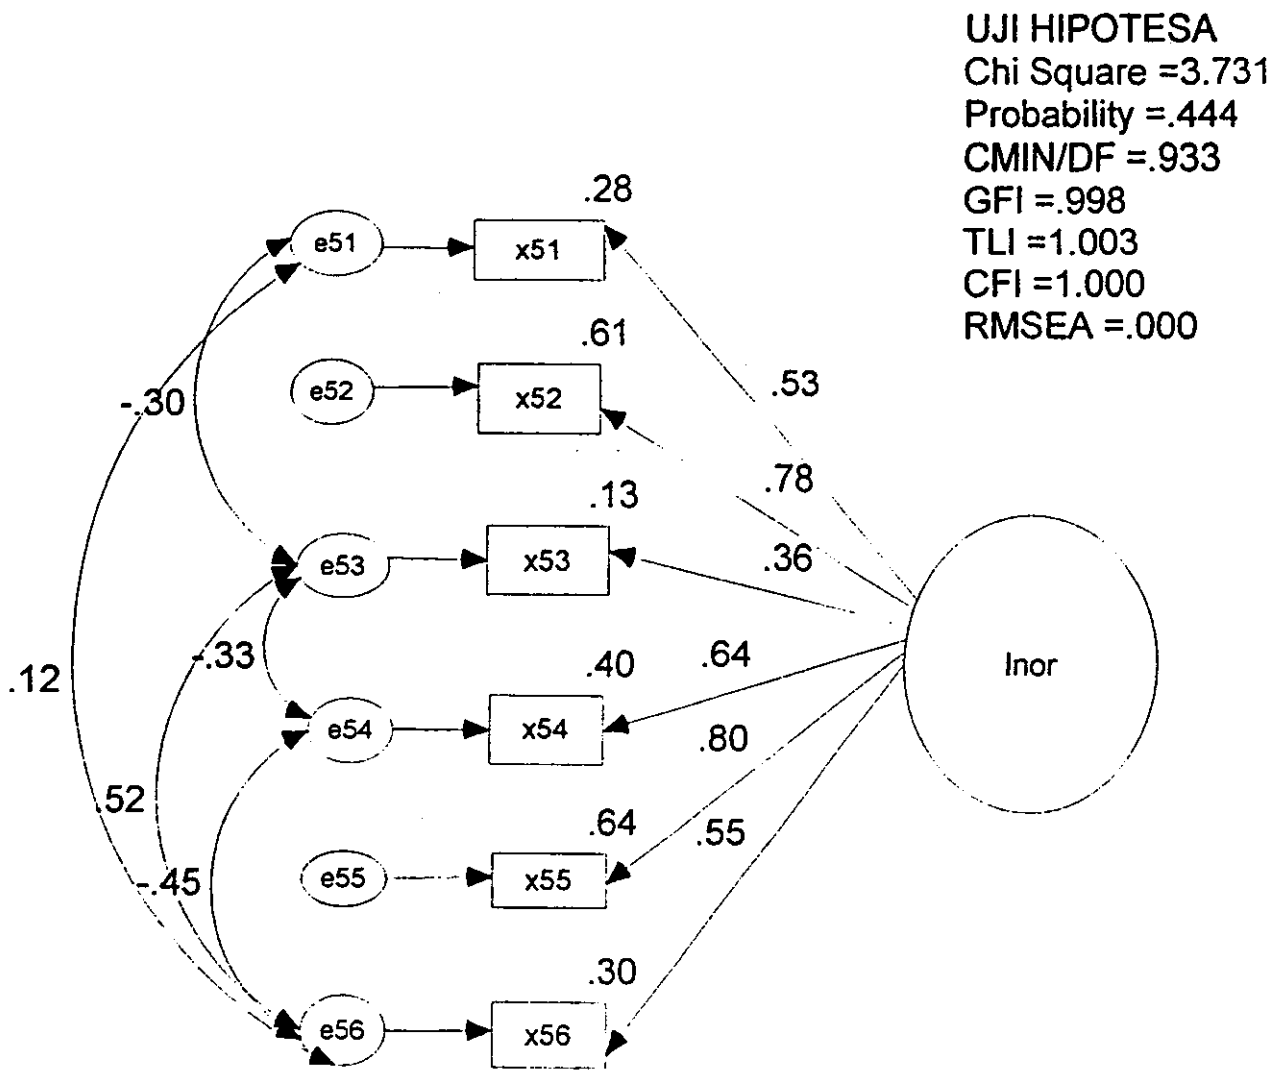 UJI HIPOTESA
Chi Square =3.731
Probability =.444
CMIN/DF =.933
GFI =.998
TLI =1.003
CFI =1.000
RMSEA =.000
.28
e51
x51
.61
.53
e52
x52
-.30
.13
.78
e53
x53
.36
-.33
.40
.64
Inor
.12
e54
x54
.80
.52
.64
.55
-.45
e55
x55
.30
e56
x56